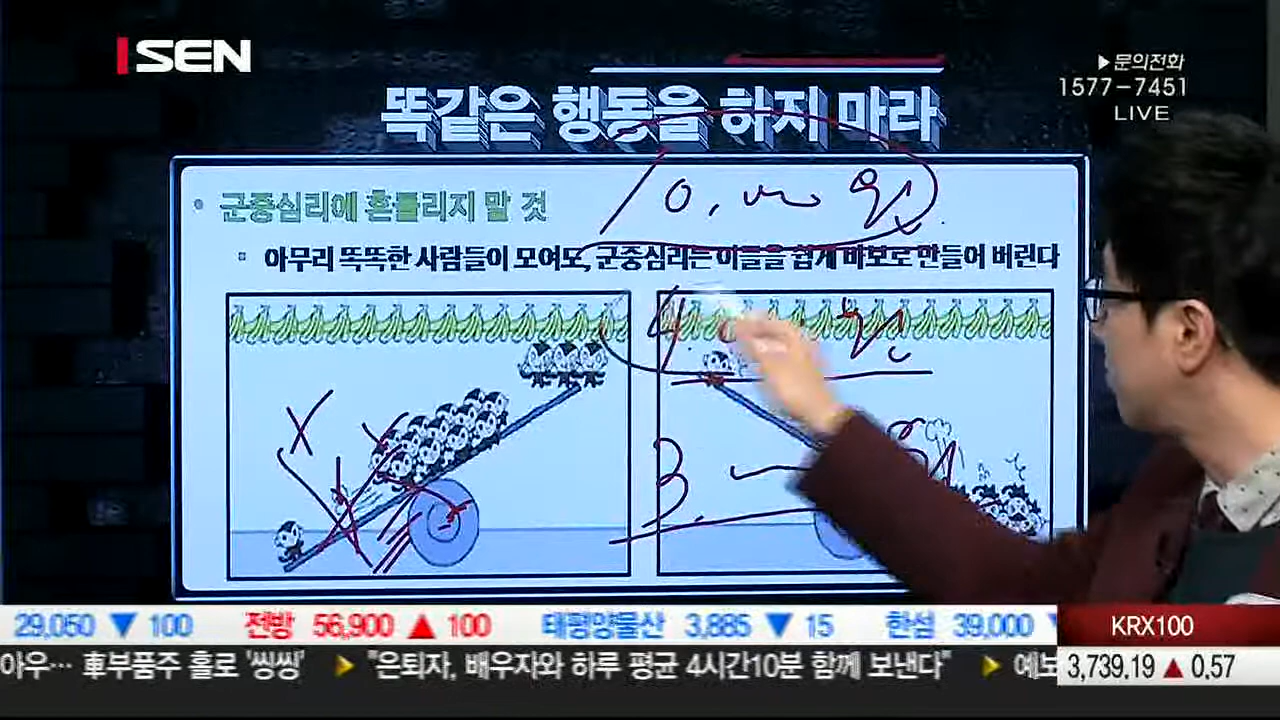 SEN
▶문의전화
1577-7451
LIVE
똑같은 행동을 하지 마라
• 군중심리에 흔들리지 말 것
▫ 아무리 똑똑한 사람들이 모여도, 군중심리는 이들을 쉽게 바보로 만들어 버린다
29,050 ▼ 100 전방 56,900 ▲ 100 태평양물산 3,885 ▼ 15 한섬 39,000
KRX100
아우… 車부품주 홀로 '씽씽' ▶ "은퇴자, 배우자와 하루 평균 4시간10분 함께 보낸다" ▶ 예보
3,739.19 ▲ 0.57